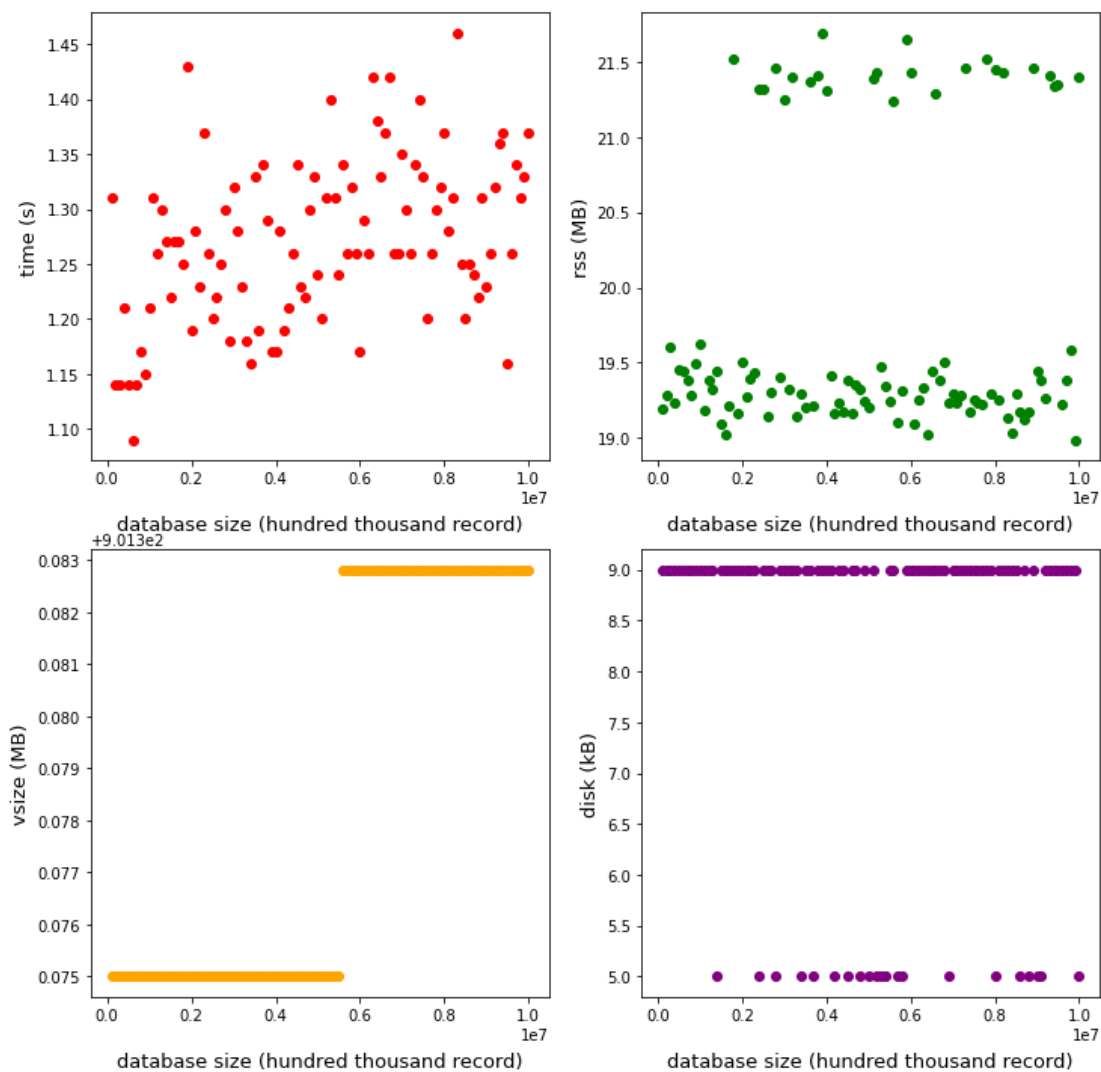 1.45
1.40
1.35
1.30
1.25
1.20
1.15
1.10
time (s)
0.0 0.2 0.4 0.6 0.8 1.0
1e7
database size (hundred thousand record)
21.5
21.0
20.5
20.0
19.5
19.0
rss (MB)
0.0 0.2 0.4 0.6 0.8 1.0
1e7
database size (hundred thousand record)
+9.013e2
0.083
0.082
0.081
0.080
0.079
0.078
0.077
0.076
0.075
vsize (MB)
0.0 0.2 0.4 0.6 0.8 1.0
1e7
database size (hundred thousand record)
9.0
8.5
8.0
7.5
7.0
6.5
6.0
5.5
5.0
disk (kB)
0.0 0.2 0.4 0.6 0.8 1.0
1e7
database size (hundred thousand record)